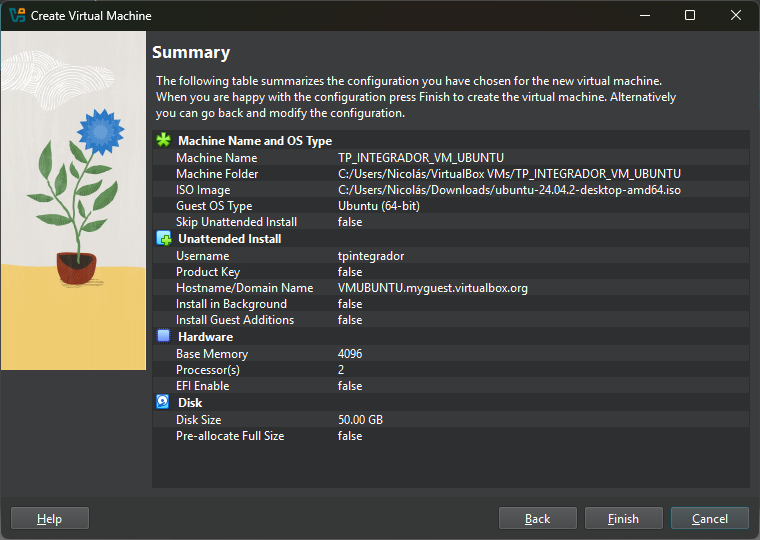 Create Virtual Machine
Summary
The following table summarizes the configuration you have chosen for the new virtual machine.
When you are happy with the configuration press Finish to create the virtual machine. Alternatively
you can go back and modify the configuration.
Machine Name and OS Type
Machine Name TP_INTEGRADOR_VM_UBUNTU
Machine Folder C:/Users/Nicolás/VirtualBox VMs/TP_INTEGRADOR_VM_UBUNTU
ISO Image C:/Users/Nicolás/Downloads/ubuntu-24.04.2-desktop-amd64.iso
Guest OS Type Ubuntu (64-bit)
Skip Unattended Install false
Unattended Install
Username tpintegrador
Product Key false
Hostname/Domain Name VMUBUNTU.myguest.virtualbox.org
Install in Background false
Install Guest Additions false
Hardware
Base Memory 4096
Processor(s) 2
EFI Enable false
Disk
Disk Size 50.00 GB
Pre-allocate Full Size false
Help Back Finish Cancel